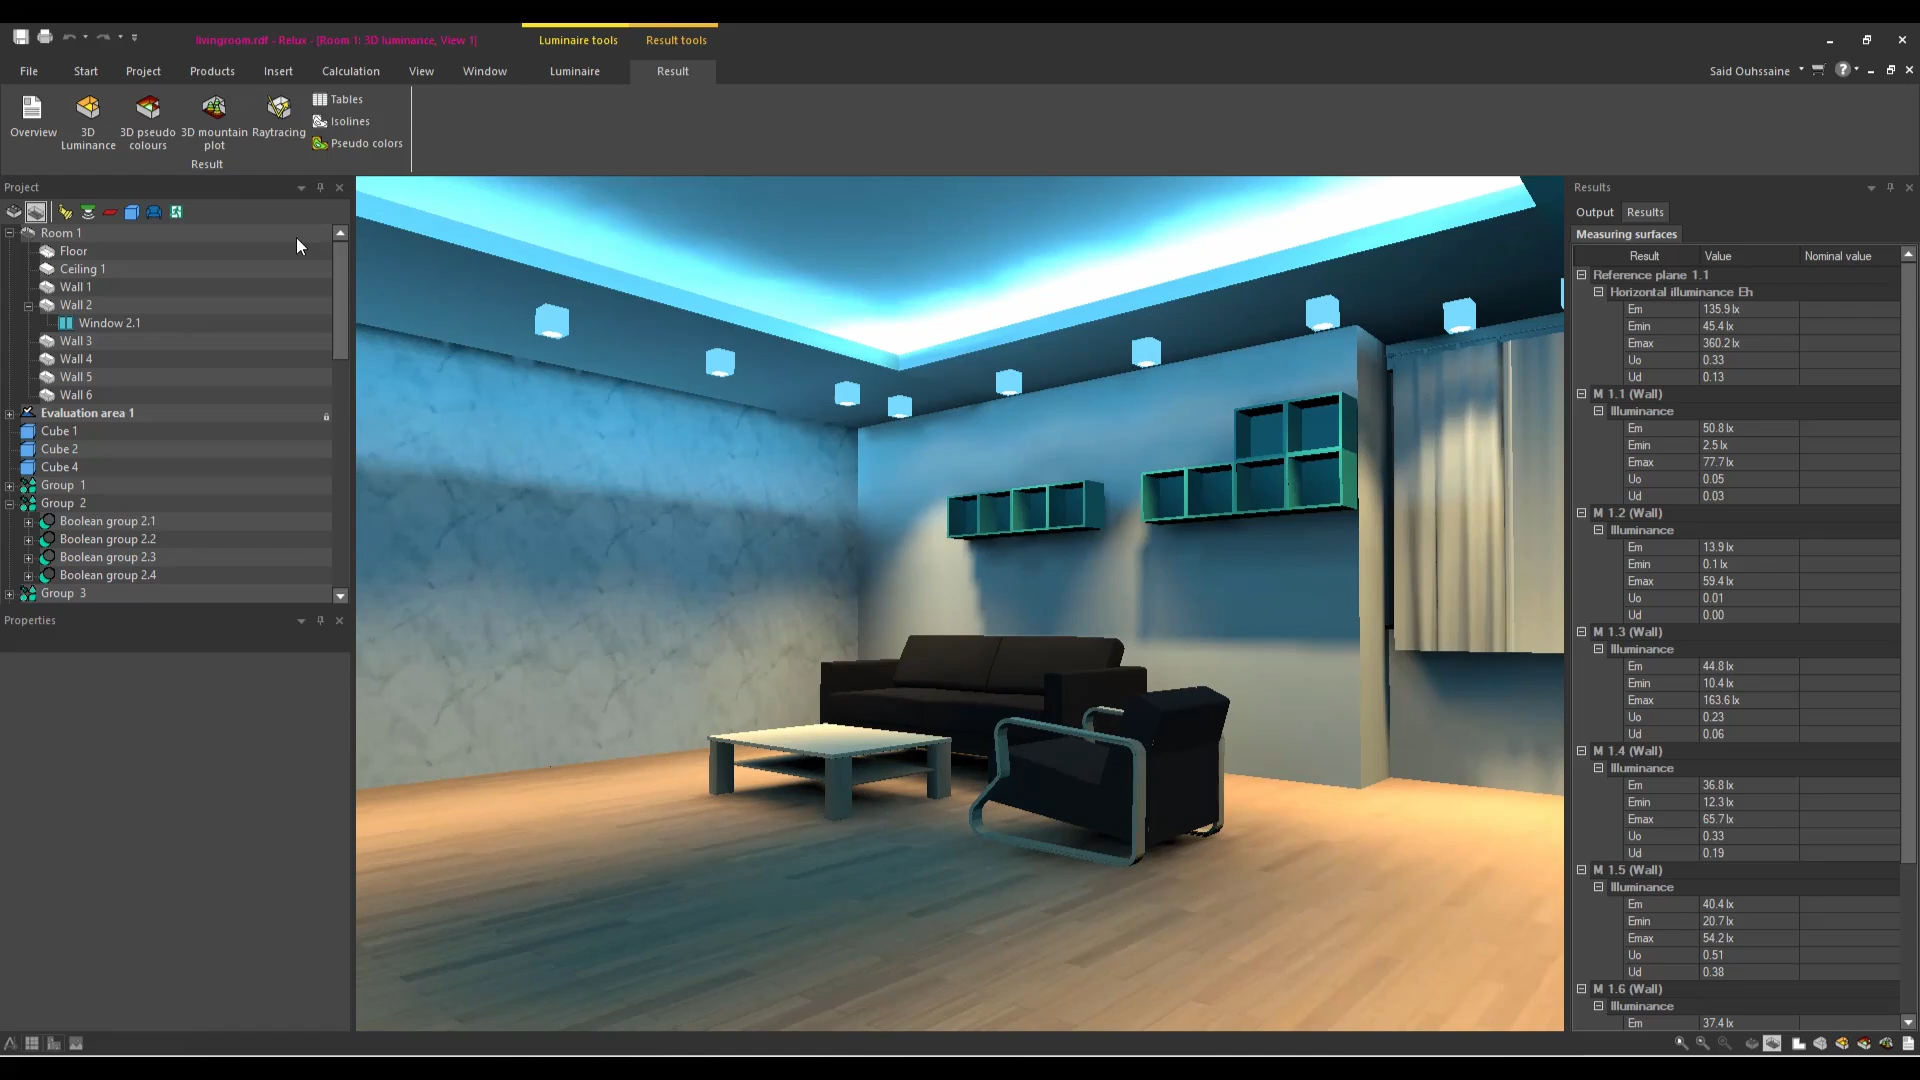 livingroom.rdf - Relux - [Room 1: 3D luminance, View 1]
Luminaire tools
Result tools
File
Start
Project
Products
Insert
Calculation
View
Window
Luminaire
Result
Said Ouhssaine
Overview
3D Luminance
3D pseudo colours
3D mountain plot
Raytracing
Tables
Isolines
Pseudo colors
Result
Project
Room 1
Floor
Ceiling 1
Wall 1
Wall 2
Window 2.1
Wall 3
Wall 4
Wall 5
Wall 6
Evaluation area 1
Cube 1
Cube 2
Cube 4
Group 1
Group 2
Boolean group 2.1
Boolean group 2.2
Boolean group 2.3
Boolean group 2.4
Group 3
Properties
Results
Output Results
Measuring surfaces
Result Value Nominal value
Reference plane 1.1
Horizontal illuminance Eh
Em 135.9 lx
Emin 45.4 lx
Emax 360.2 lx
Uo 0.33
Ud 0.13
M 1.1 (Wall)
Illuminance
Em 50.8 lx
Emin 2.5 lx
Emax 77.7 lx
Uo 0.05
Ud 0.03
M 1.2 (Wall)
Illuminance
Em 13.9 lx
Emin 0.1 lx
Emax 59.4 lx
Uo 0.01
Ud 0.00
M 1.3 (Wall)
Illuminance
Em 44.8 lx
Emin 10.4 lx
Emax 163.6 lx
Uo 0.23
Ud 0.06
M 1.4 (Wall)
Illuminance
Em 36.8 lx
Emin 12.3 lx
Emax 65.7 lx
Uo 0.33
Ud 0.19
M 1.5 (Wall)
Illuminance
Em 40.4 lx
Emin 20.7 lx
Emax 54.2 lx
Uo 0.51
Ud 0.38
M 1.6 (Wall)
Illuminance
Em 37.4 lx